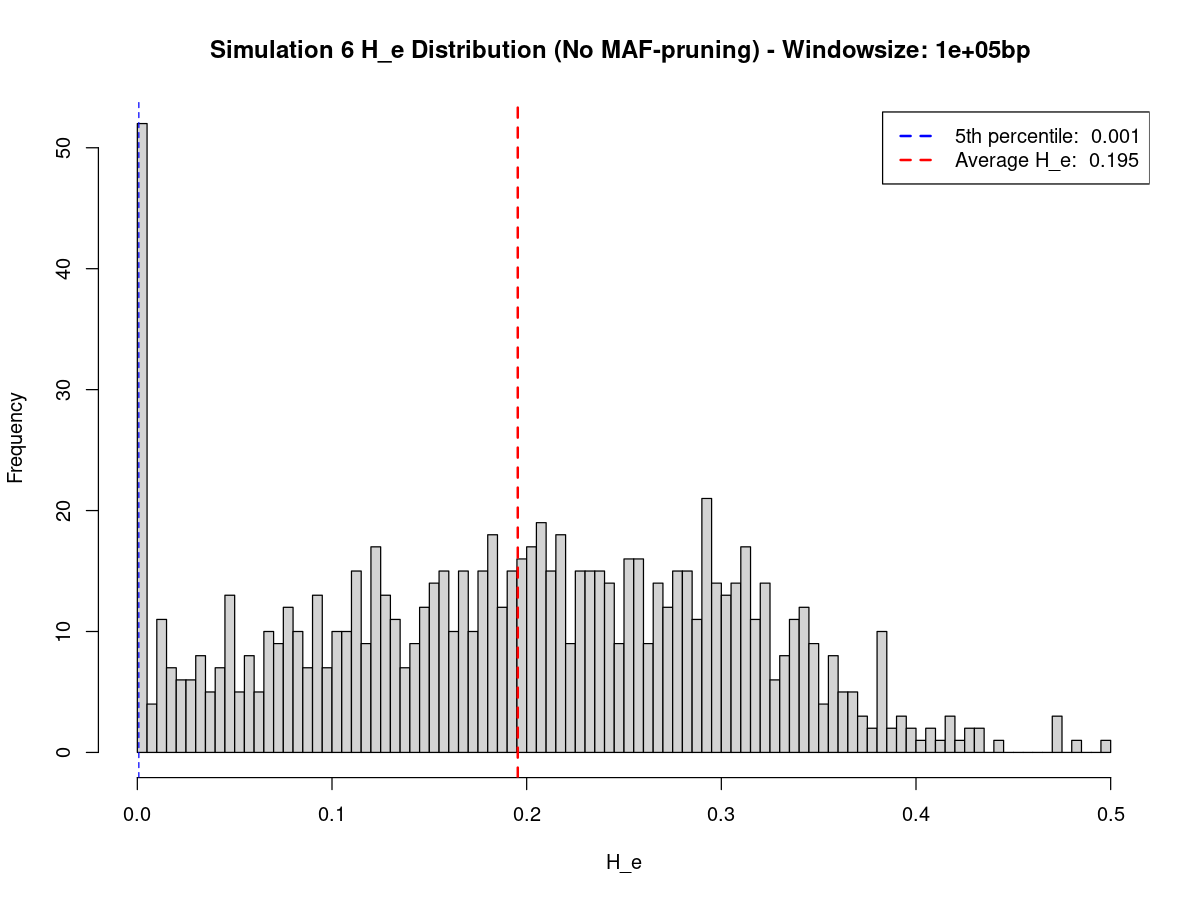 Simulation 6 H_e Distribution (No MAF-pruning) - Windowsize: 1e+05bp
5th percentile: 0.001
Average H_e: 0.195
Frequency
50
40
30
20
10
0
0.0 0.1 0.2 0.3 0.4 0.5
H_e